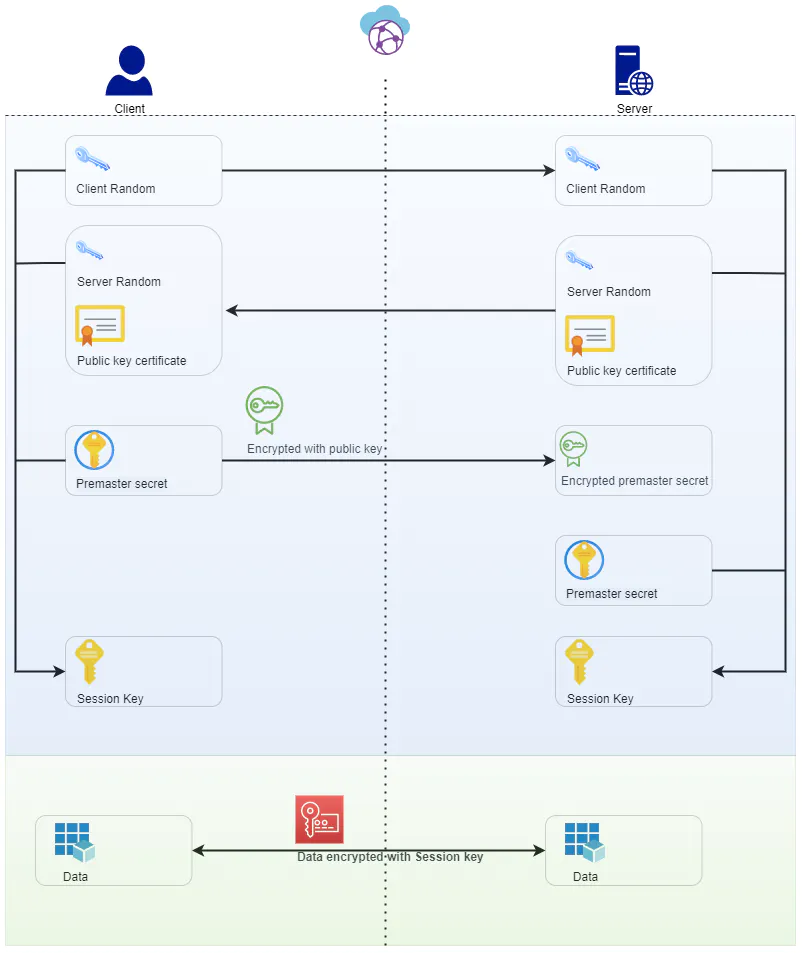 Client
Server
Client Random
Client Random
Server Random
Server Random
Public key certificate
Public key certificate
Encrypted with public key
Premaster secret
Encrypted premaster secret
Premaster secret
Session Key
Session Key
Data encrypted with Session key
Data
Data